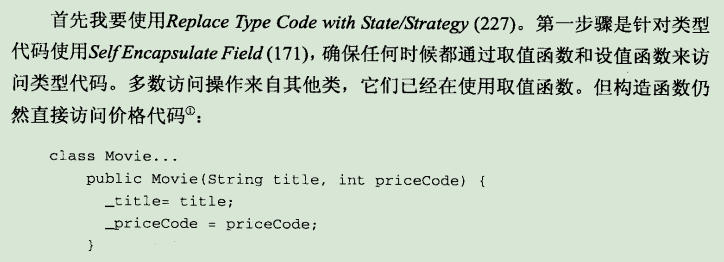 首先我要使用Replace Type Code with State/Strategy (227)。第一步骤是针对类型
代码使用Self Encapsulate Field (171)，确保任何时候都通过取值函数和设值函数来访
问类型代码。多数访问操作来自其他类，它们已经在使用取值函数。但构造函数仍
然直接访问价格代码①：
class Movie...
public Movie(String title, int priceCode) {
_title= title;
_priceCode = priceCode;
}